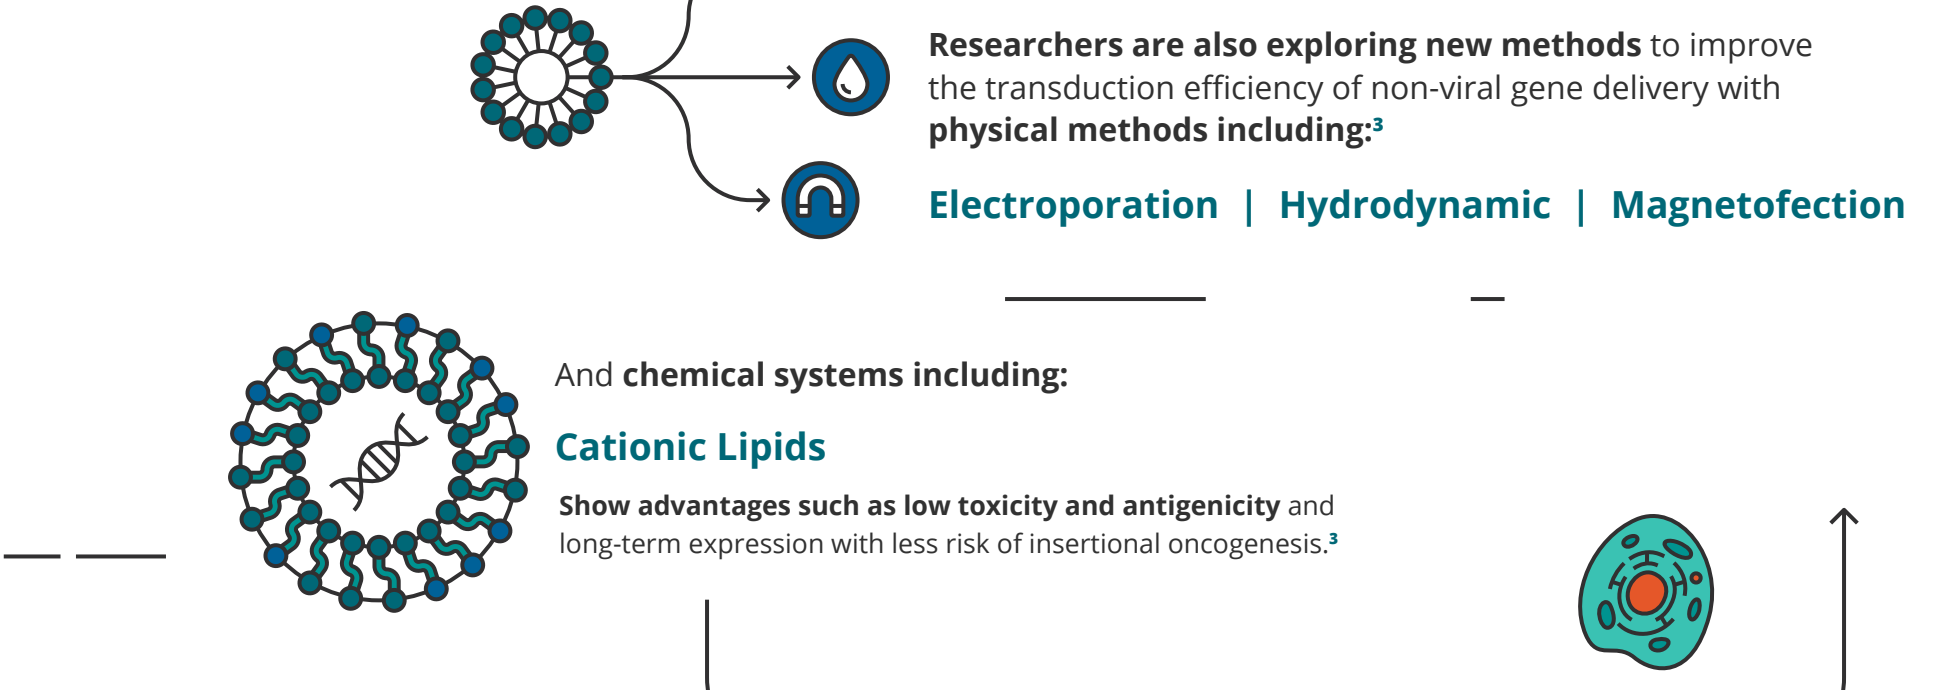 Researchers are also exploring new methods to improve
the transduction efficiency of non-viral gene delivery with
physical methods including:³
Electroporation | Hydrodynamic | Magnetofection
And chemical systems including:
Cationic Lipids
Show advantages such as low toxicity and antigenicity and
long-term expression with less risk of insertional oncogenesis.³